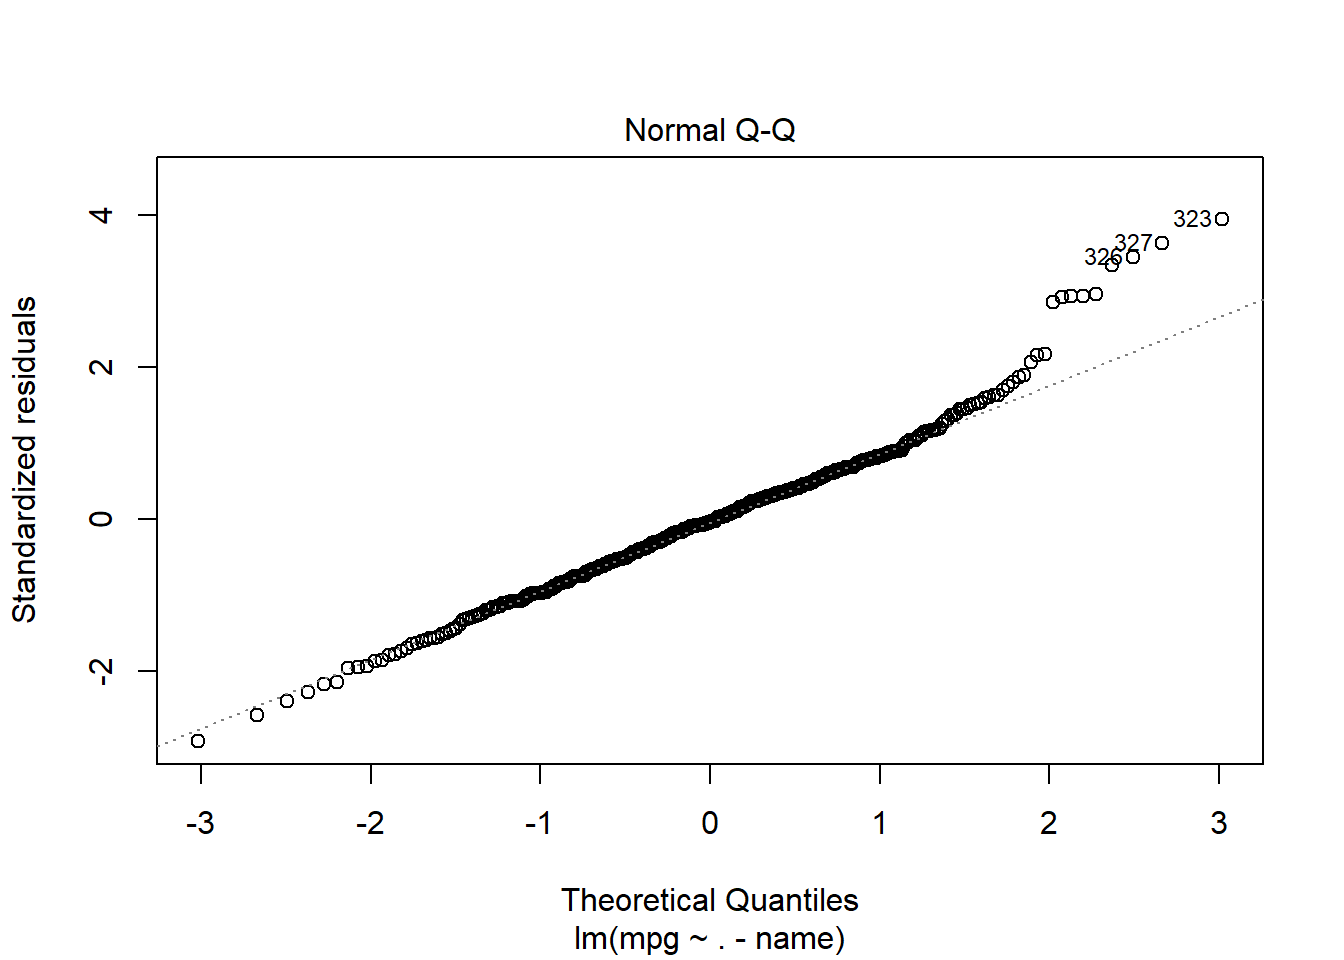 Normal Q-Q
Standardized residuals
4
2
0
-2
323
327
326
-3 -2 -1 0 1 2 3
Theoretical Quantiles
lm(mpg ~ . - name)